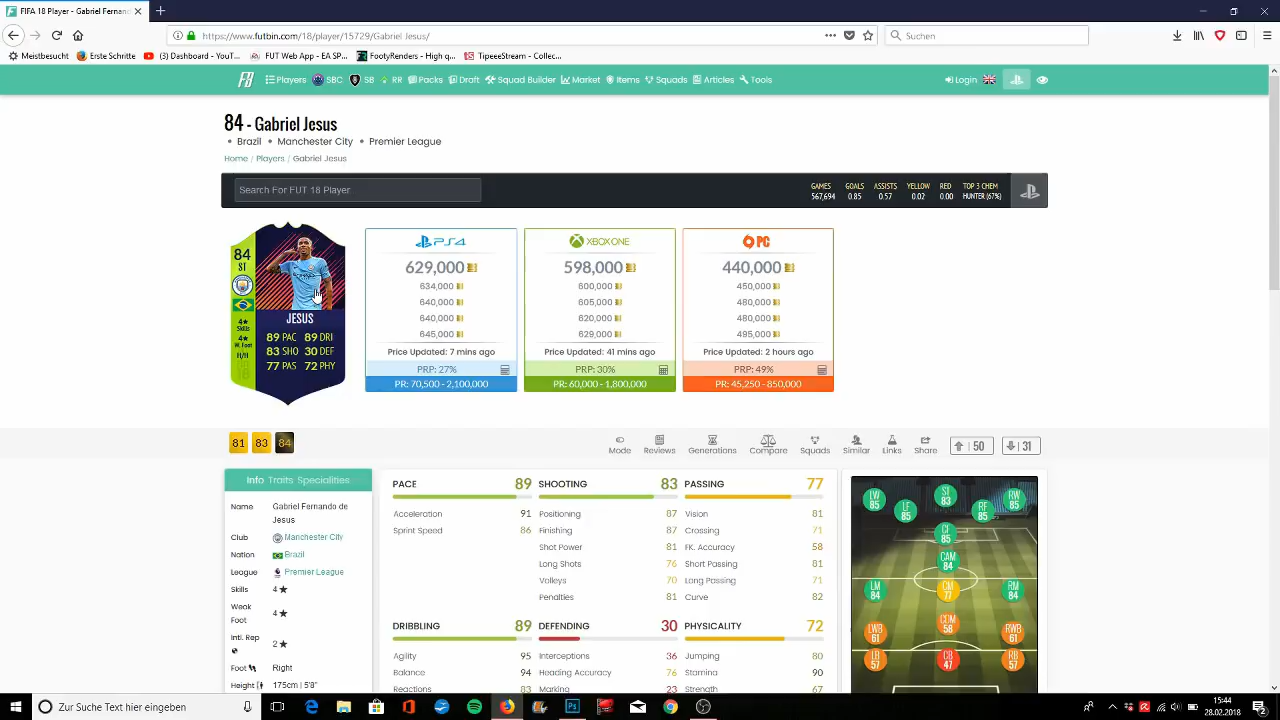 FIFA 18 Player - Gabriel Fernand
https://www.futbin.com/18/player/15729/Gabriel Jesus/
Suchen
Meistbesucht
Erste Schritte
(3) Dashboard - YouT...
FUT Web App - EA SP...
FootyRenders - High q...
TipeeeStream - Collec...
Players
SBC
SB
RR
Packs
Draft
Squad Builder
Market
Items
Squads
Articles
Tools
Login
84 - Gabriel Jesus
Brazil
Manchester City
Premier League
Home / Players / Gabriel Jesus
Search For FUT 18 Player
GAMES
567,694
GOALS
0.85
ASSISTS
0.57
YELLOW
0.02
RED
0.00
TOP 3 CHEM
HUNTER (67%)
84
ST
4★
Skills
4★
W. Foot
H/H
JESUS
89 PAC 89 DRI
83 SHO 30 DEF
77 PAS 72 PHY
PS4
629,000
634,000
640,000
640,000
645,000
Price Updated: 7 mins ago
PRP: 27%
PR: 70,500 - 2,100,000
XBOX ONE
598,000
600,000
605,000
620,000
629,000
Price Updated: 41 mins ago
PRP: 30%
PR: 60,000 - 1,800,000
PC
440,000
450,000
480,000
480,000
495,000
Price Updated: 2 hours ago
PRP: 49%
PR: 45,250 - 850,000
81 83 84
Mode
Reviews
Generations
Compare
Squads
Similar
Links
Share
50
31
Info Traits Specialities
Name Gabriel Fernando de
Jesus
Club Manchester City
Nation Brazil
League Premier League
Skills 4★
Weak
Foot 4★
Intl. Rep 2★
Foot Right
Height 175cm | 5'8"
PACE 89
Acceleration 91
Sprint Speed 86
SHOOTING 83
Positioning 87
Finishing 87
Shot Power 81
Long Shots 76
Volleys 70
Penalties 81
PASSING 77
Vision 81
Crossing 71
FK. Accuracy 58
Short Passing 81
Long Passing 71
Curve 82
DRIBBLING 89
Agility 95
Balance 94
Reactions 83
DEFENDING 30
Interceptions 36
Heading Accuracy 76
Marking 23
PHYSICALITY 72
Jumping 80
Stamina 90
Strength 67
LW
85
LF
85
ST
83
RF
85
RW
85
CF
85
CAM
84
LM
84
CM
77
RM
84
LWB
61
CDM
58
RWB
61
LB
57
CB
47
RB
57
Zur Suche Text hier eingeben
15:44
28.02.2018
2